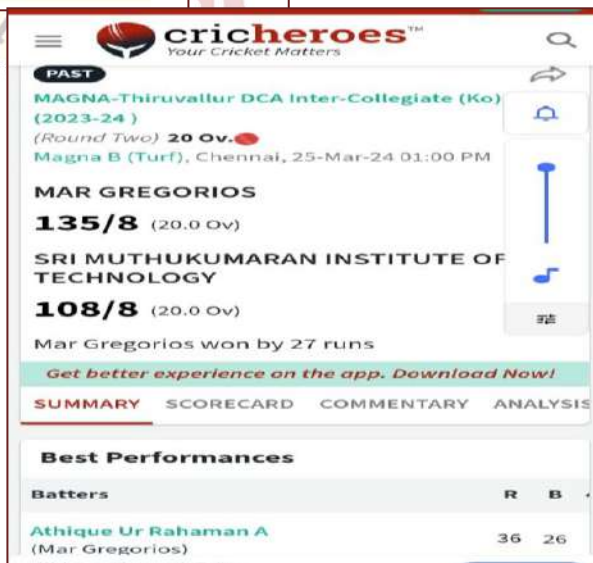 cricheroes™
Your Cricket Matters
PAST
MAGNA-Thiruvallur DCA Inter-Collegiate (Ko)
(2023-24 )
(Round Two) 20 Ov.
Magna B (Turf), Chennai, 25-Mar-24 01:00 PM
MAR GREGORIOS
135/8 (20.0 Ov)
SRI MUTHUKUMARAN INSTITUTE OF
TECHNOLOGY
108/8 (20.0 Ov)
Mar Gregorios won by 27 runs
Get better experience on the app. Download Now!
SUMMARY SCORECARD COMMENTARY ANALYSIS
Best Performances
Batters R B
Athique Ur Rahaman A 36 26
(Mar Gregorios)